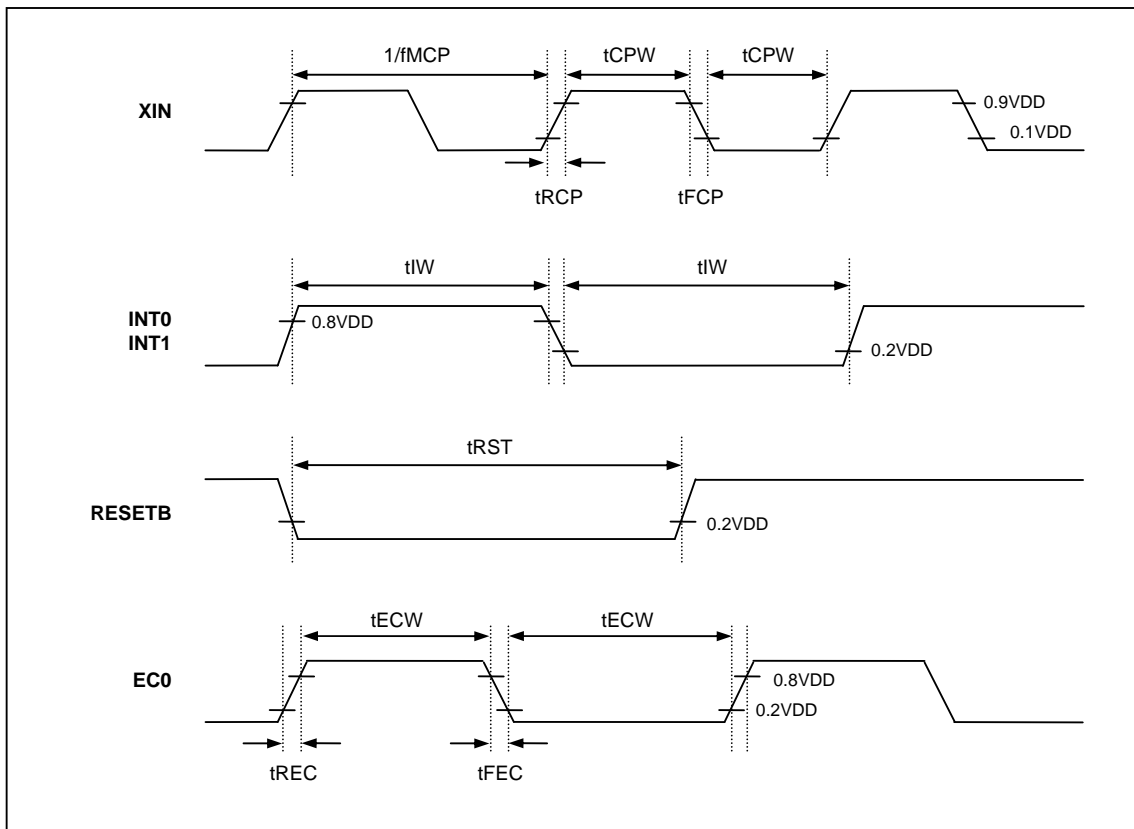 1/fMCP tCPW tCPW
XIN
0.9VDD
0.1VDD
tRCP tFCP
tIW tIW
INT0
INT1
0.8VDD
0.2VDD
tRST
RESETB
0.2VDD
tECW tECW
EC0
0.8VDD
0.2VDD
tREC tFEC